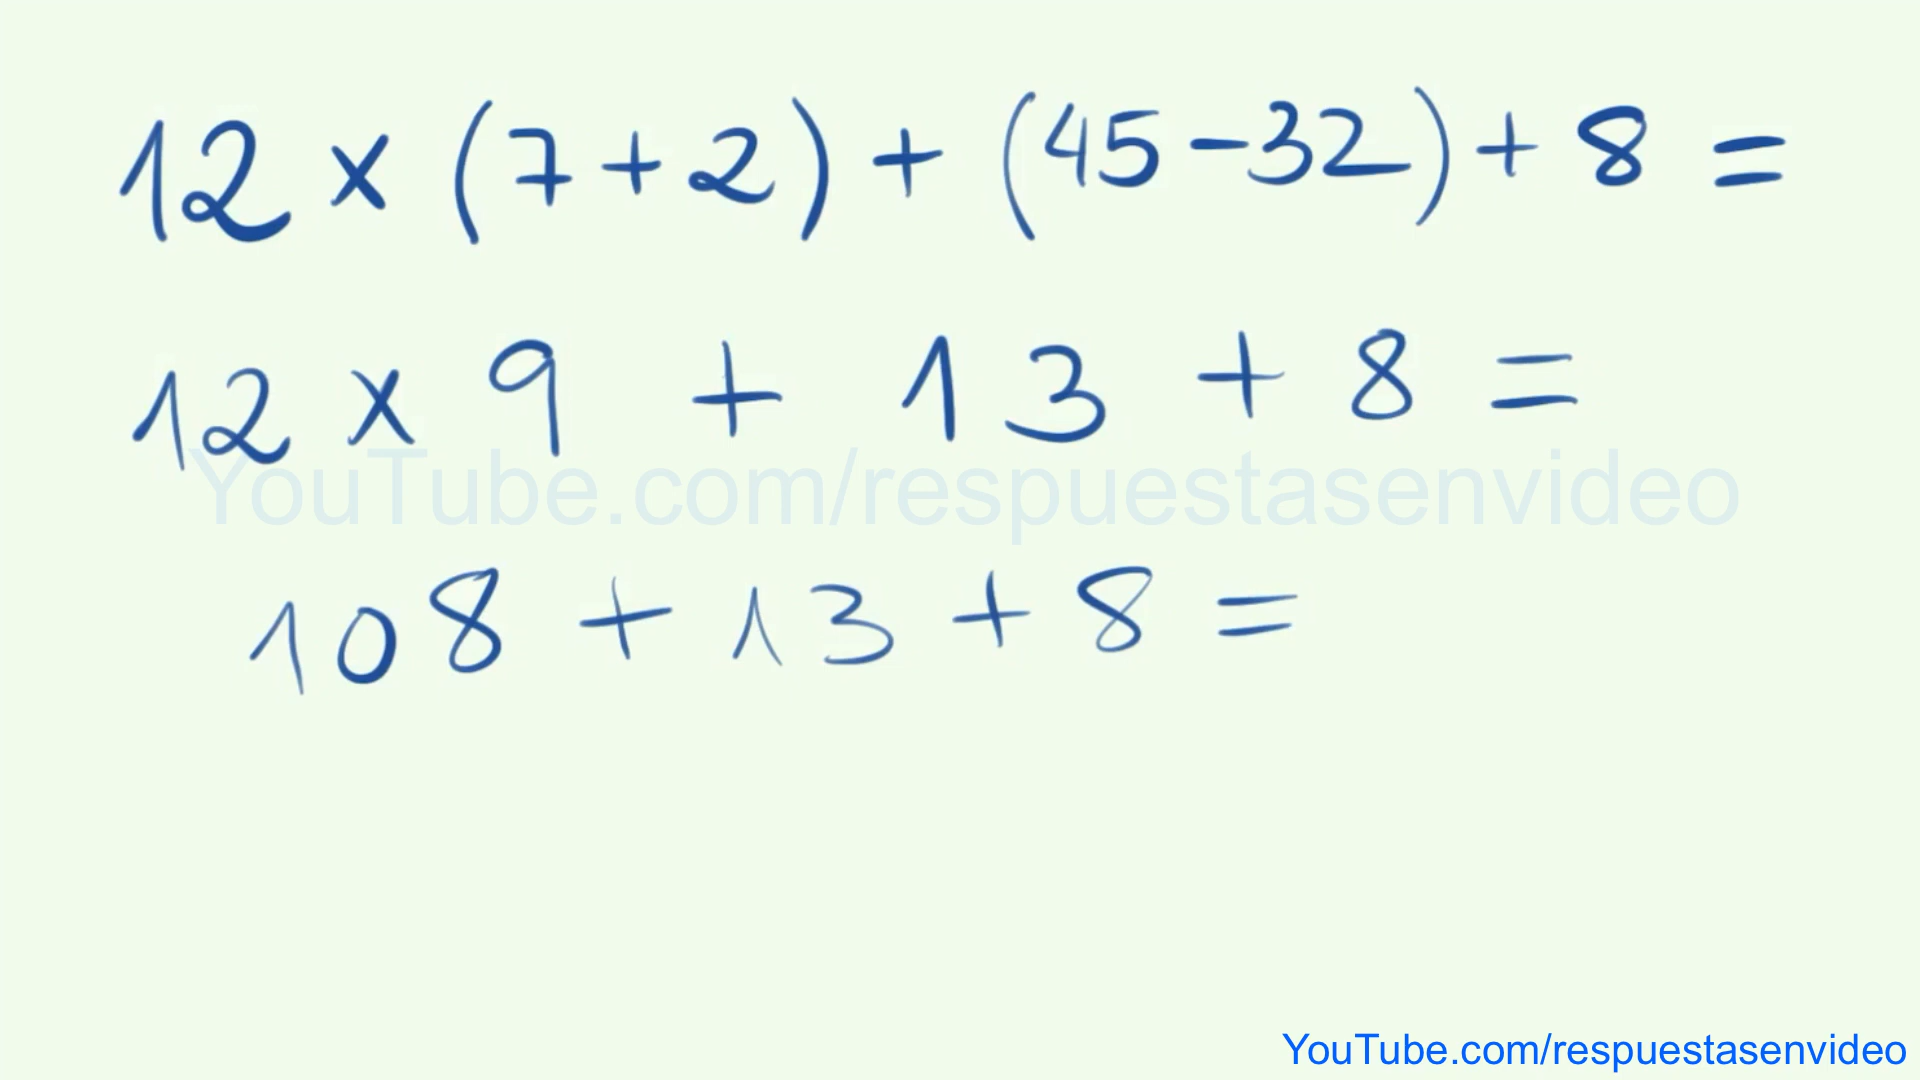 12 x (7+2) + (45-32) + 8 =
12 x 9 + 13 + 8 =
YouTube.com/respuestasenvideo
108 + 13 + 8 =
YouTube.com/respuestasenvideo